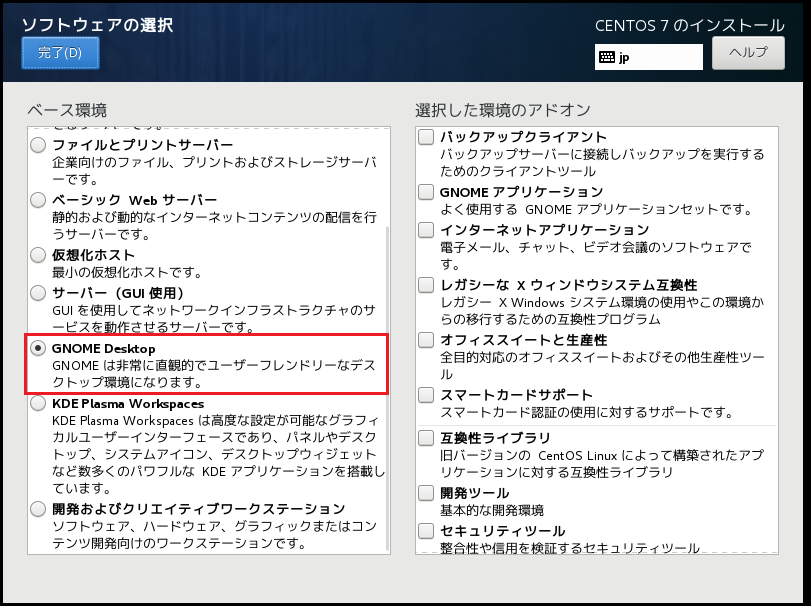 ソフトウェアの選択
完了(D)
CENTOS 7 のインストール
jp
ヘルプ
ベース環境
ファイルとプリントサーバー
企業向けのファイル、プリントおよびストレージサーバ
ーです。
ベーシック Web サーバー
静的および動的なインターネットコンテンツの配信を行
うサーバーです。
仮想化ホスト
最小の仮想化ホストです。
サーバー（GUI 使用）
GUI を使用してネットワークインフラストラクチャのサ
ービスを動作させるサーバーです。
GNOME Desktop
GNOME は非常に直観的でユーザーフレンドリーなデス
クトップ環境になります。
KDE Plasma Workspaces
KDE Plasma Workspaces は高度な設定が可能なグラフィ
カルユーザーインターフェースであり、パネルやデスク
トップ、システムアイコン、デスクトップウィジェット
など数多くのパワフルな KDE アプリケーションを搭載し
ています。
開発およびクリエイティブワークステーション
ソフトウェア、ハードウェア、グラフィックまたはコン
テンツ開発向けのワークステーションです。
選択した環境のアドオン
バックアップクライアント
バックアップサーバーに接続しバックアップを実行する
ためのクライアントツール
GNOME アプリケーション
よく使用する GNOME アプリケーションセットです。
インターネットアプリケーション
電子メール、チャット、ビデオ会議のソフトウェアで
す。
レガシーな X ウィンドウシステム互換性
レガシー X Windows システム環境の使用やこの環境か
らの移行するための互換性プログラム
オフィススイートと生産性
全目的対応のオフィススイートおよびその他生産性ツー
ル
スマートカードサポート
スマートカード認証の使用に対するサポートです。
互換性ライブラリ
旧バージョンの CentOS Linux によって構築されたアプ
リケーションに対する互換性ライブラリ
開発ツール
基本的な開発環境
セキュリティツール
整合性や信用を検証するセキュリティツール